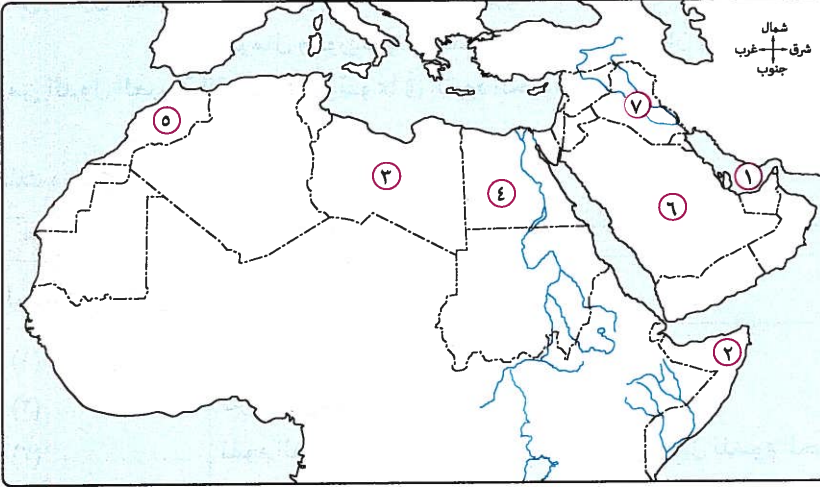 شمال
شرق
غرب
جنوب
٧
٥
٣
١
٤
٦
٢